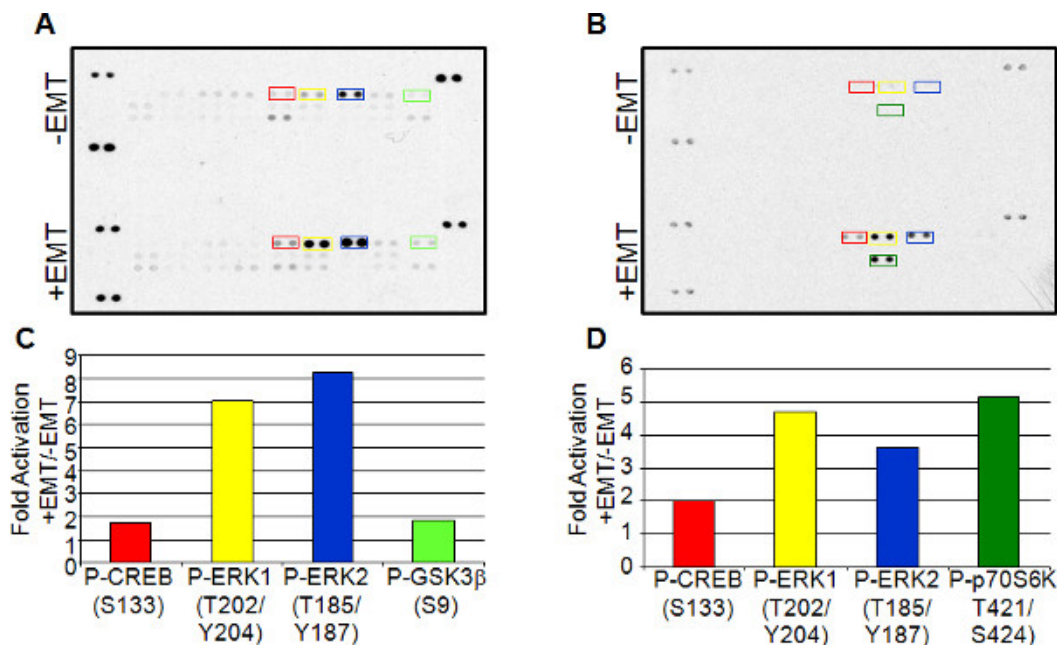 A
-EMT
+EMT
B
-EMT
+EMT
C
Fold Activation
+EMT/-EMT
9
8
7
6
5
4
3
2
1
0
P-CREB
(S133)
P-ERK1
(T202/
Y204)
P-ERK2
(T185/
Y187)
P-GSK3β
(S9)
D
Fold Activation
+EMT/-EMT
6
5
4
3
2
1
0
P-CREB
(S133)
P-ERK1
(T202/
Y204)
P-ERK2
(T185/
Y187)
P-p70S6K
T421/
S424)